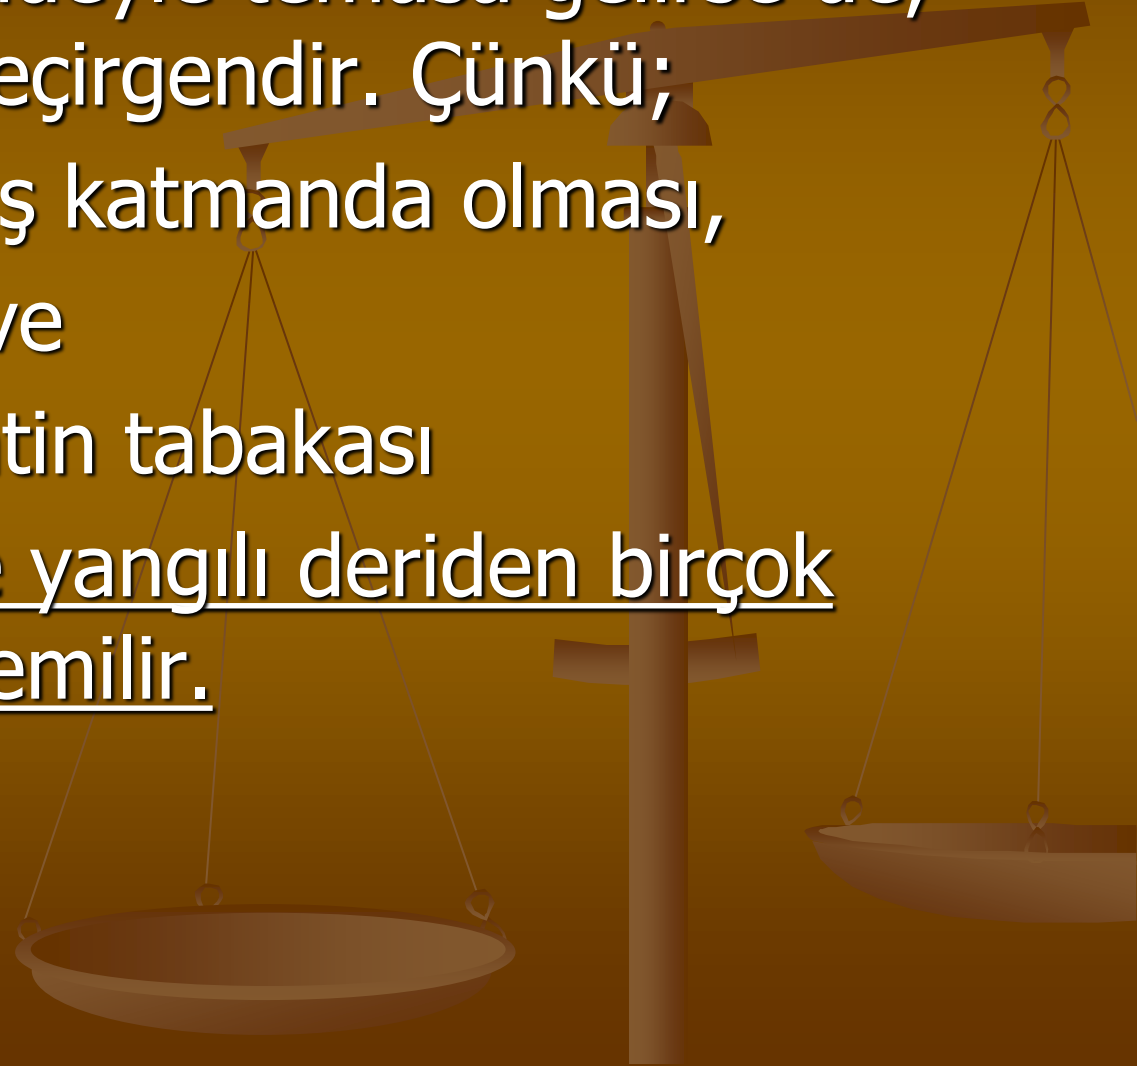 eçirgendir. Çünkü;
ş katmanda olması,
ve
tin tabakası
yangılı deriden birçok
emilir.